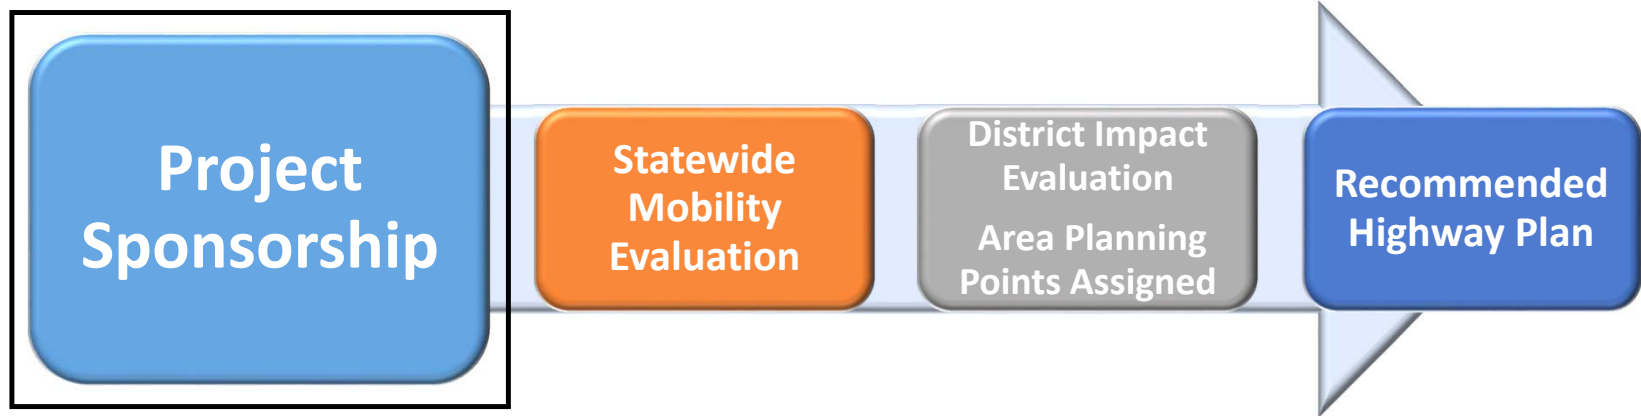 Project
Sponsorship
Statewide
Mobility
Evaluation
District Impact
Evaluation
Area Planning
Points Assigned
Recommended
Highway Plan